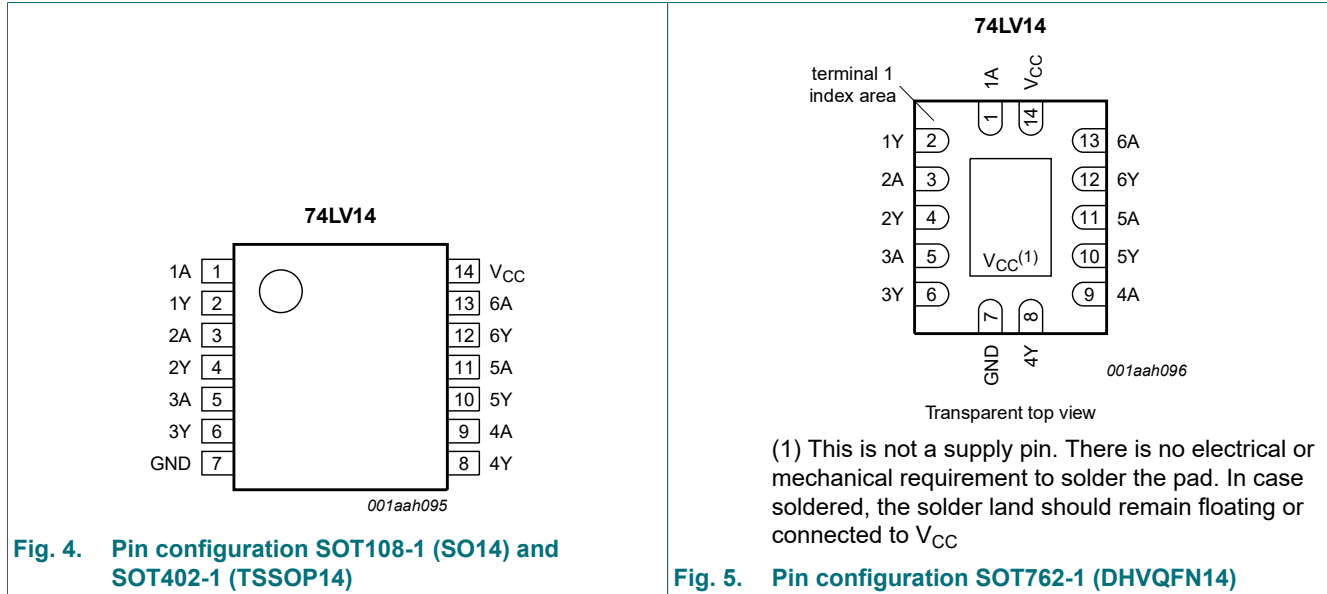 74LV14
1A 1
1Y 2
2A 3
2Y 4
3A 5
3Y 6
GND 7
14 VCC
13 6A
12 6Y
11 5A
10 5Y
9 4A
8 4Y
001aah095
Fig. 4. Pin configuration SOT108-1 (SO14) and
SOT402-1 (TSSOP14)
74LV14
terminal 1
index area
1A
VCC
1
14
1Y 2
2A 3
2Y 4
3A 5
3Y 6
13 6A
12 6Y
11 5A
10 5Y
9 4A
VCC(1)
7
8
GND
4Y
001aah096
Transparent top view
(1) This is not a supply pin. There is no electrical or
mechanical requirement to solder the pad. In case
soldered, the solder land should remain floating or
connected to VCC
Fig. 5. Pin configuration SOT762-1 (DHVQFN14)